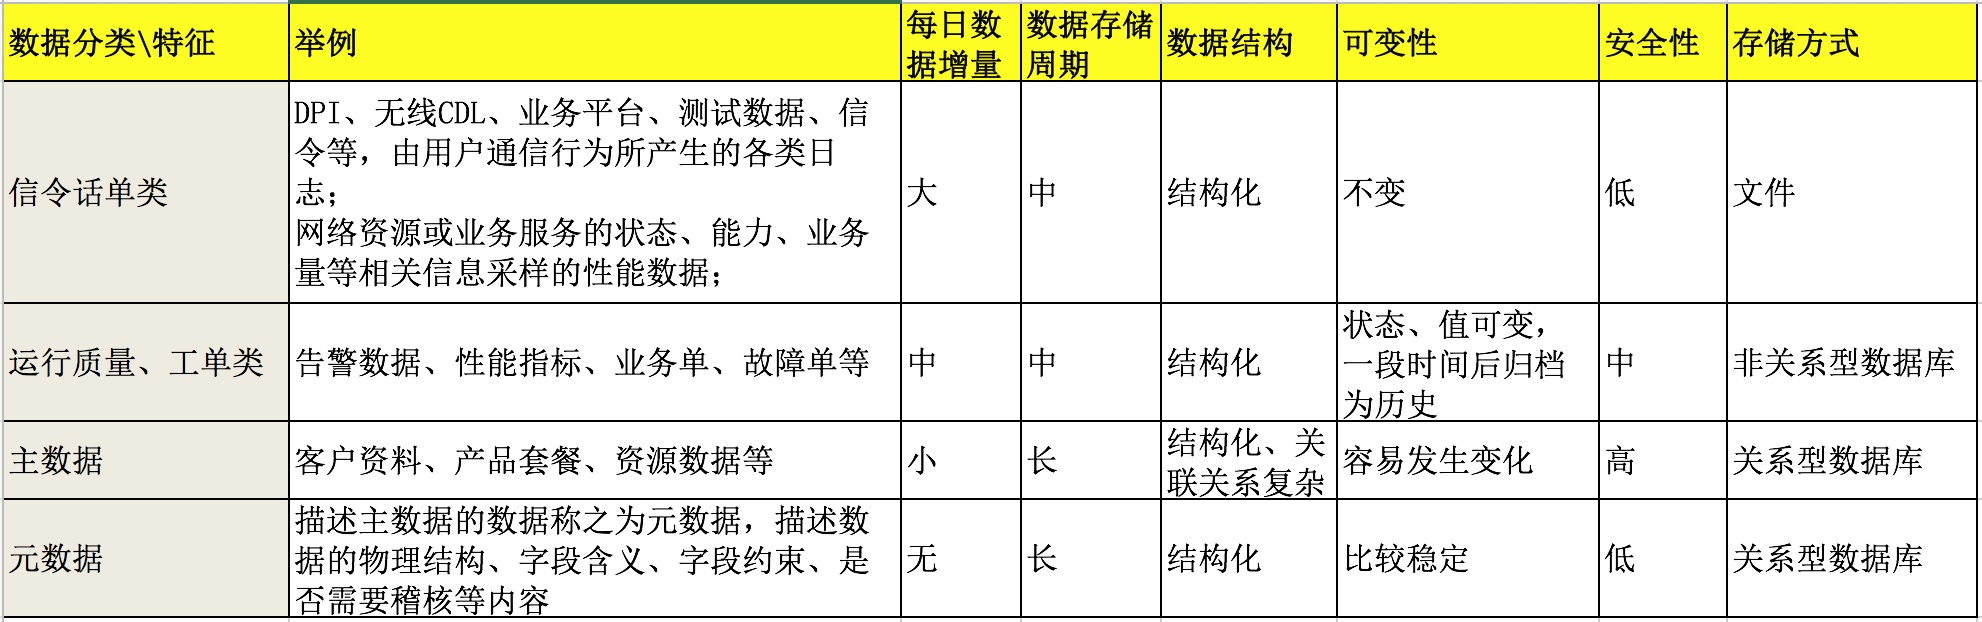 数据分类\特征
举例
每日数
据增量
数据存储
周期
数据结构
可变性
安全性
存储方式
信令话单类
DPI、无线CDL、业务平台、测试数据、信
令等，由用户通信行为所产生的各类日
志；
网络资源或业务服务的状态、能力、业务
量等相关信息采样的性能数据；
大
中
结构化
不变
低
文件
运行质量、工单类
告警数据、性能指标、业务单、故障单等
中
中
结构化
状态、值可变，
一段时间后归档
为历史
中
非关系型数据库
主数据
客户资料、产品套餐、资源数据等
小
长
结构化、关
联关系复杂
容易发生变化
高
关系型数据库
元数据
描述主数据的数据称之为元数据，描述数
据的物理结构、字段含义、字段约束、是
否需要稽核等内容
无
长
结构化
比较稳定
低
关系型数据库